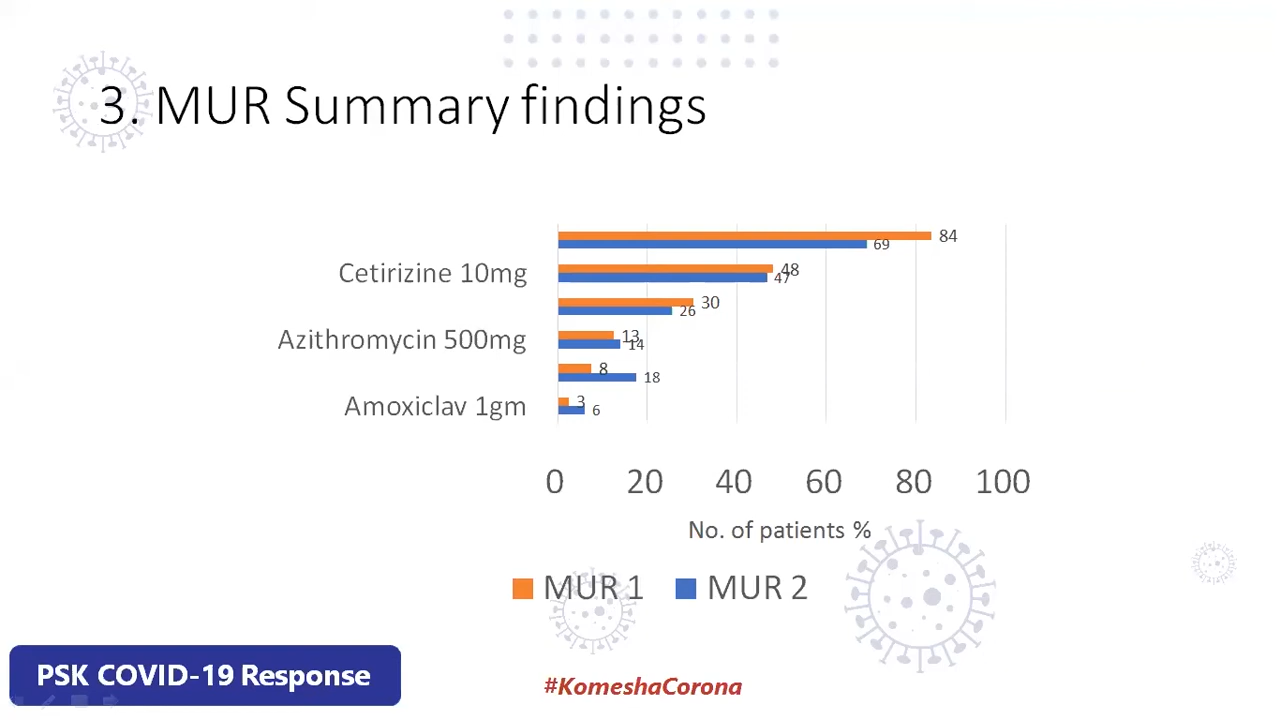 3. MUR Summary findings
84
69
Cetirizine 10mg
48
47
30
26
Azithromycin 500mg
13
14
8
18
Amoxiclav 1gm
3
6
0 20 40 60 80 100
No. of patients %
MUR 1 MUR 2
PSK COVID-19 Response
#KomeshaCorona